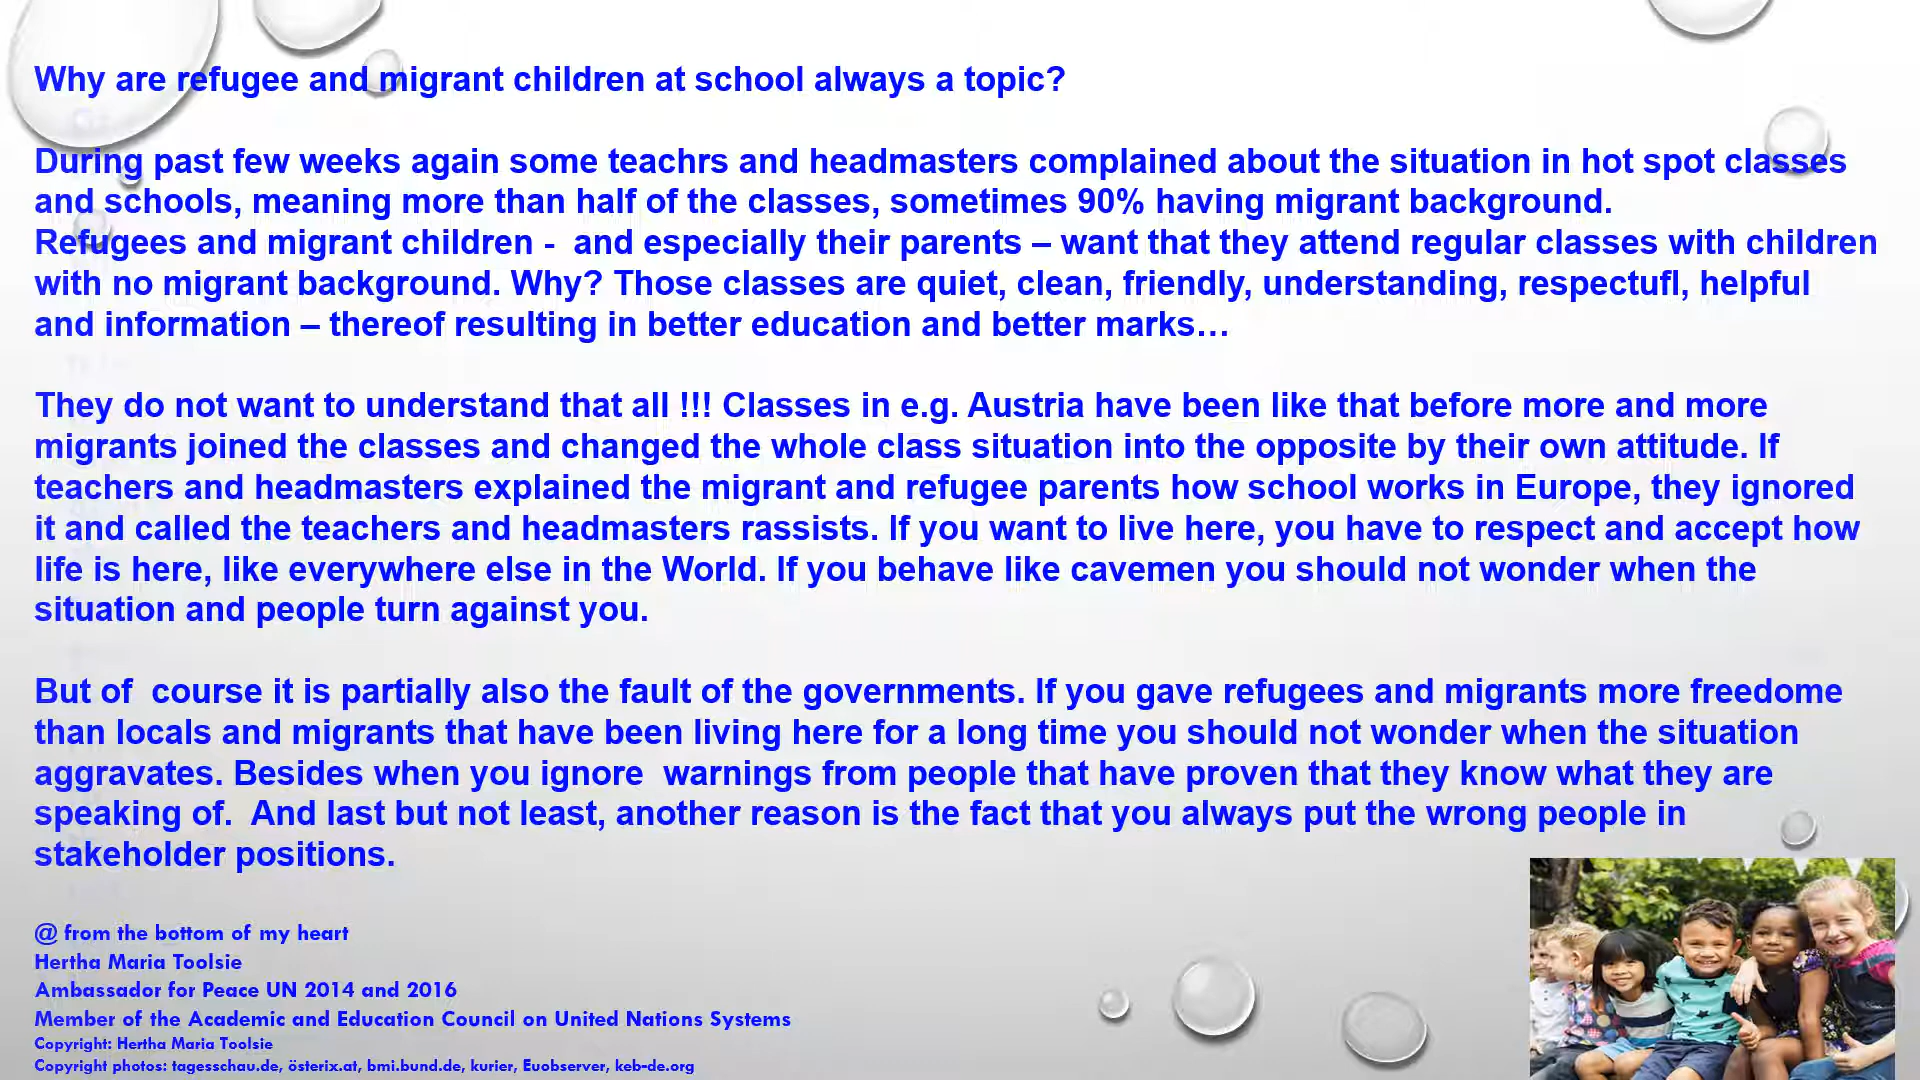 Why are refugee and migrant children at school always a topic?
During past few weeks again some teachrs and headmasters complained about the situation in hot spot classes
and schools, meaning more than half of the classes, sometimes 90% having migrant background.
Refugees and migrant children -  and especially their parents – want that they attend regular classes with children
with no migrant background. Why? Those classes are quiet, clean, friendly, understanding, respectufl, helpful
and information – thereof resulting in better education and better marks…
They do not want to understand that all !!! Classes in e.g. Austria have been like that before more and more
migrants joined the classes and changed the whole class situation into the opposite by their own attitude. If
teachers and headmasters explained the migrant and refugee parents how school works in Europe, they ignored
it and called the teachers and headmasters rassists. If you want to live here, you have to respect and accept how
life is here, like everywhere else in the World. If you behave like cavemen you should not wonder when the
situation and people turn against you.
But of  course it is partially also the fault of the governments. If you gave refugees and migrants more freedome
than locals and migrants that have been living here for a long time you should not wonder when the situation
aggravates. Besides when you ignore  warnings from people that have proven that they know what they are
speaking of.  And last but not least, another reason is the fact that you always put the wrong people in
stakeholder positions.
@ from the bottom of my heart
Hertha Maria Toolsie
Ambassador for Peace UN 2014 and 2016
Member of the Academic and Education Council on United Nations Systems
Copyright: Hertha Maria Toolsie
Copyright photos: tagesschau.de, österix.at, bmi.bund.de, kurier, Euobserver, keb-de.org